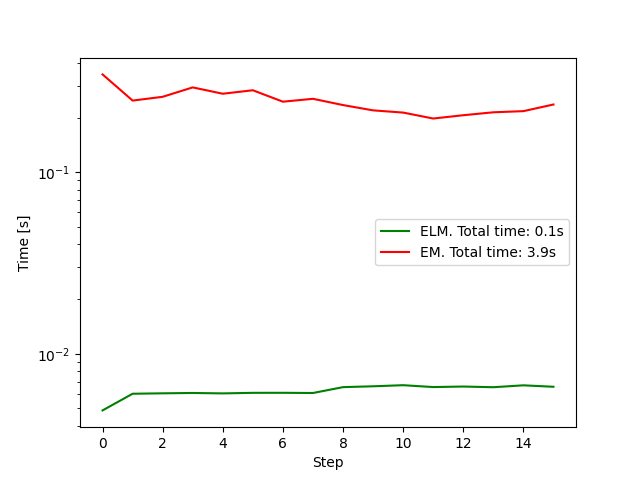 10⁻¹
10⁻²
Time [s]
ELM. Total time: 0.1s
EM. Total time: 3.9s
0 2 4 6 8 10 12 14
Step